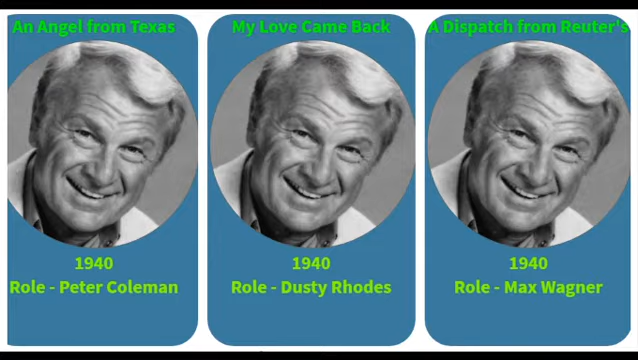 An Angel from Texas
1940
Role - Peter Coleman
My Love Came Back
1940
Role - Dusty Rhodes
A Dispatch from Reuter's
1940
Role - Max Wagner